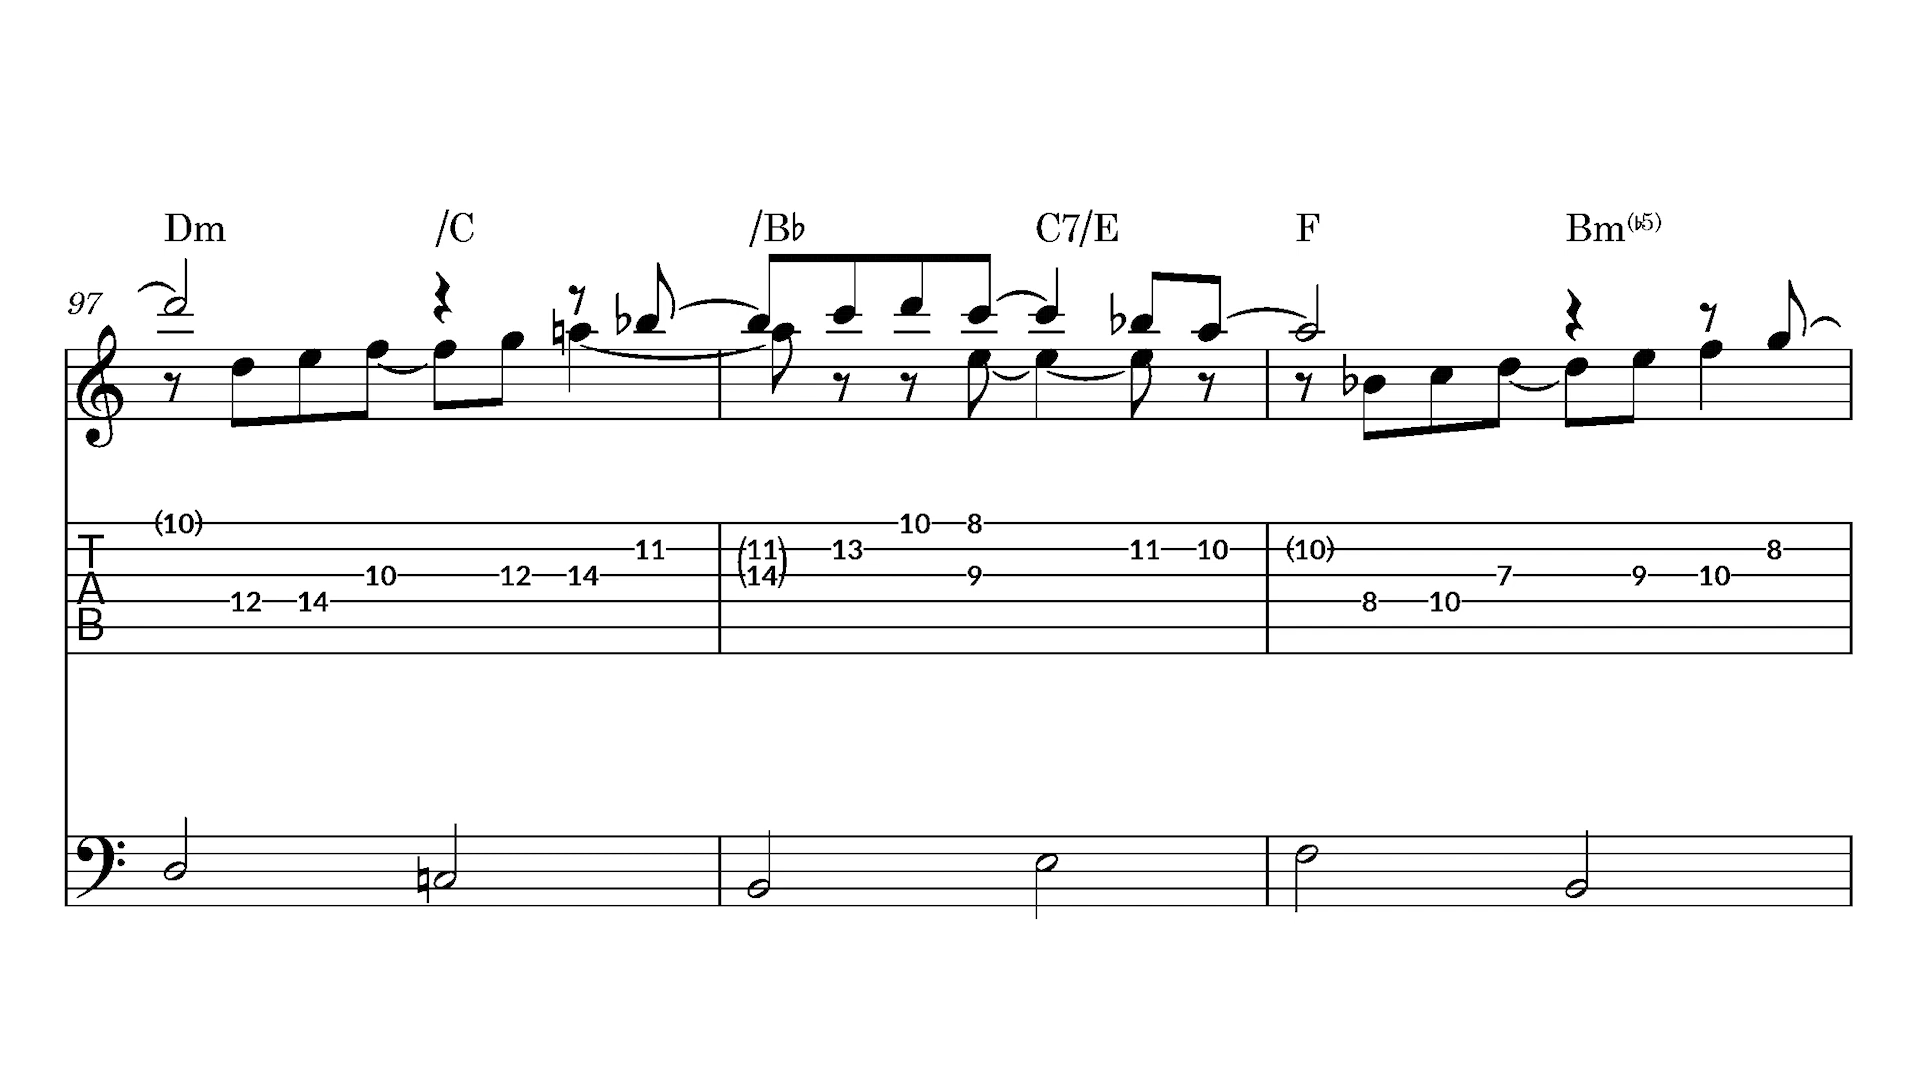 Dm /C /B♭ C7/E F Bm(♭5)
97
(10) 10 8
T 11 (11) 13 11 10 (10) 8
10 12 14 (14) 9 7 9 10
A 12 14 8 10
B